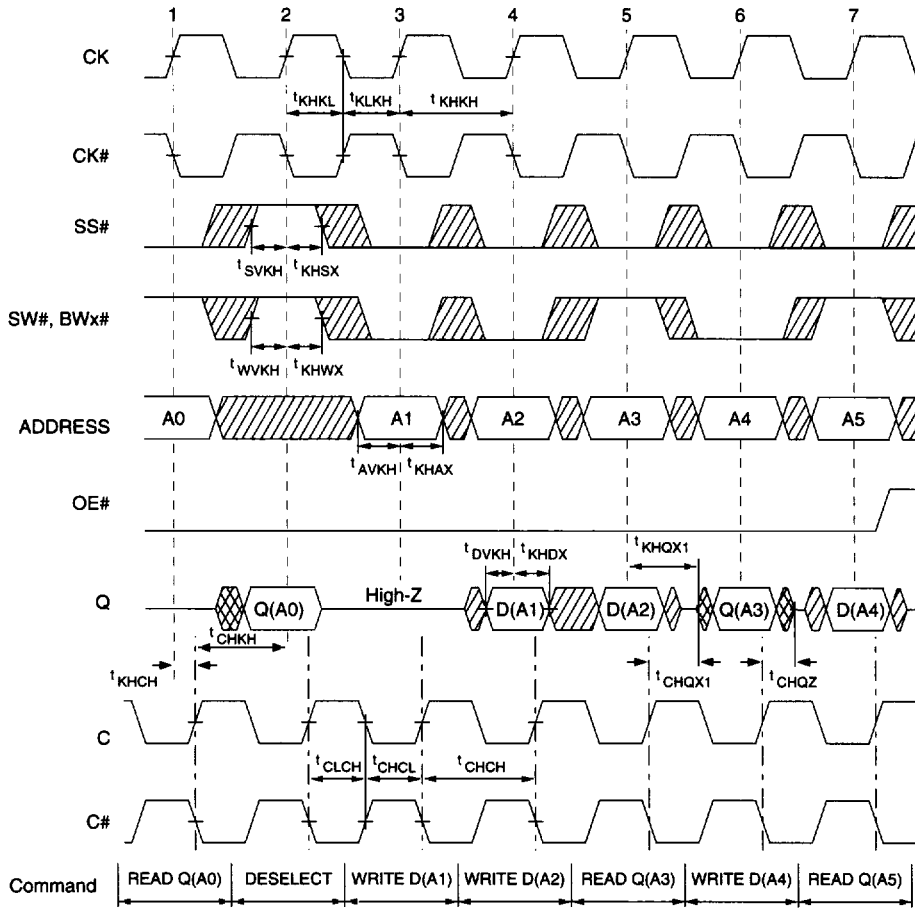 1 2 3 4 5 6 7
CK
tKHKL tKLKH tKHKH
CK#
SS#
tSVKH tKHSX
SW#, BWx#
tWVKH tKHWX
ADDRESS A0 A1 A2 A3 A4 A5
tAVKH tKHAX
OE#
tDVKH tKHDX tKHQX1
Q Q(A0) High-Z D(A1) D(A2) Q(A3) D(A4)
tCHKH
tKHCH tCHQX1 tCHQZ
C
tCLCH tCHCL tCHCH
C#
Command READ Q(A0) DESELECT WRITE D(A1) WRITE D(A2) READ Q(A3) WRITE D(A4) READ Q(A5)